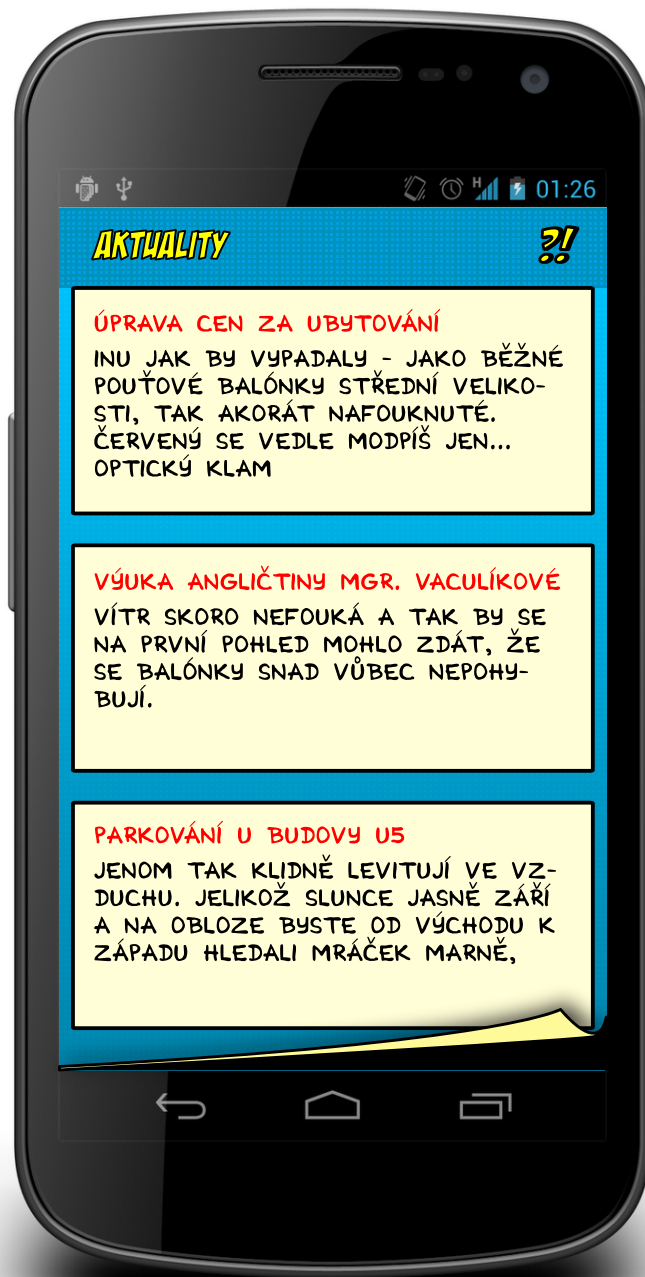 H 01:26
AKTUALITY ?!
ÚPRAVA CEN ZA UBYTOVÁNÍ
INU JAK BY VYPADALY - JAKO BĚŽNÉ
POUŤOVÉ BALÓNKY STŘEDNÍ VELIKO-
STI, TAK AKORÁT NAFOUKNUTÉ.
ČERVENÝ SE VEDLE MODPÍŠ JEN...
OPTICKÝ KLAM
VÝUKA ANGLIČTINY MGR. VACULÍKOVÉ
VÍTR SKORO NEFOUKÁ A TAK BY SE
NA PRVNÍ POHLED MOHLO ZDÁT, ŽE
SE BALÓNKY SNAD VŮBEC NEPOHY-
BUJÍ.
PARKOVÁNÍ U BUDOVY U5
JENOM TAK KLIDNĚ LEVITUJÍ VE VZ-
DUCHU. JELIKOŽ SLUNCE JASNĚ ZÁŘÍ
A NA OBLOZE BYSTE OD VÝCHODU K
ZÁPADU HLEDALI MRÁČEK MARNĚ,